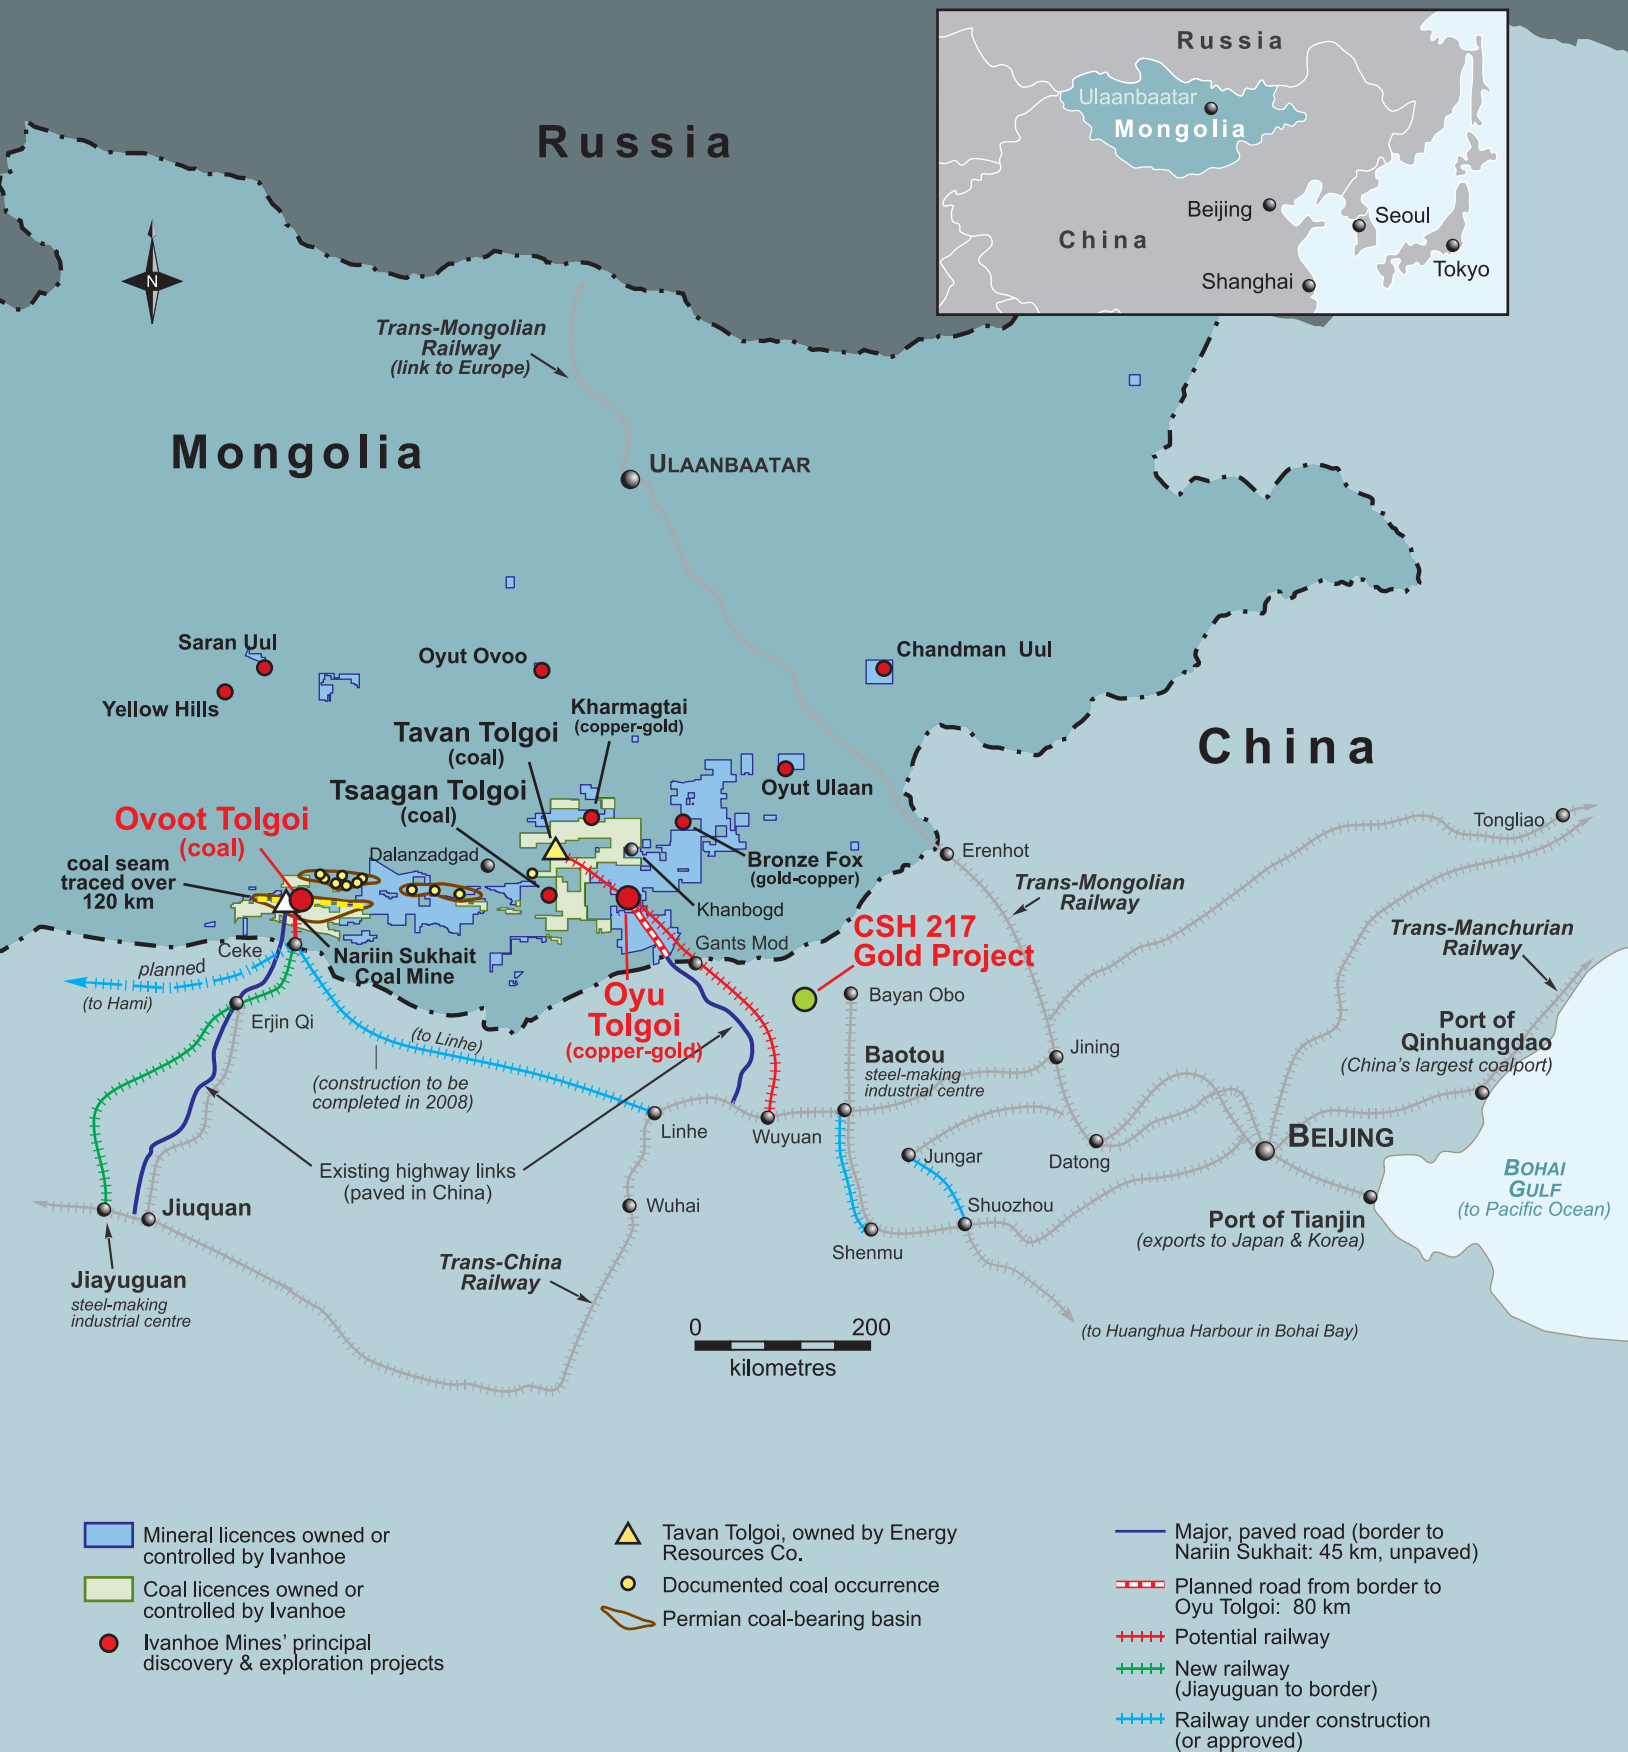 Russia
Ulaanbaatar
Mongolia
Beijing
Seoul
China
Tokyo
Shanghai
Russia
N
Trans-Mongolian
Railway
(link to Europe)
Mongolia
ULAANBAATAR
Saran Uul
Oyut Ovoo
Chandman Uul
Yellow Hills
Kharmagtai
(copper-gold)
Tavan Tolgoi
(coal)
China
Tsaagan Tolgoi
(coal)
Oyut Ulaan
Ovoot Tolgoi
(coal)
Tongliao
Dalanzadgad
coal seam
traced over
120 km
Bronze Fox
(gold-copper)
Erenhot
Trans-Mongolian
Railway
Khanbogd
CSH 217
Gold Project
Trans-Manchurian
Railway
Gants Mod
Ceke
Nariin Sukhait
Coal Mine
planned
(to Hami)
Oyu
Tolgoi
(copper-gold)
Bayan Obo
Erjin Qi
(to Linhe)
Port of
Qinhuangdao
(China's largest coalport)
Jining
Baotou
steel-making
industrial centre
(construction to be
completed in 2008)
Linhe
Wuyuan
BEIJING
Jungar
Datong
Existing highway links
(paved in China)
BOHAI
GULF
(to Pacific Ocean)
Jiuquan
Wuhai
Shuozhou
Port of Tianjin
(exports to Japan & Korea)
Shenmu
Trans-China
Railway
Jiayuguan
steel-making
industrial centre
0 200
kilometres
(to Huanghua Harbour in Bohai Bay)
Mineral licences owned or
controlled by Ivanhoe
Coal licences owned or
controlled by Ivanhoe
Ivanhoe Mines' principal
discovery & exploration projects
Tavan Tolgoi, owned by Energy
Resources Co.
Documented coal occurrence
Permian coal-bearing basin
Major, paved road (border to
Nariin Sukhait: 45 km, unpaved)
Planned road from border to
Oyu Tolgoi: 80 km
Potential railway
New railway
(Jiayuguan to border)
Railway under construction
(or approved)